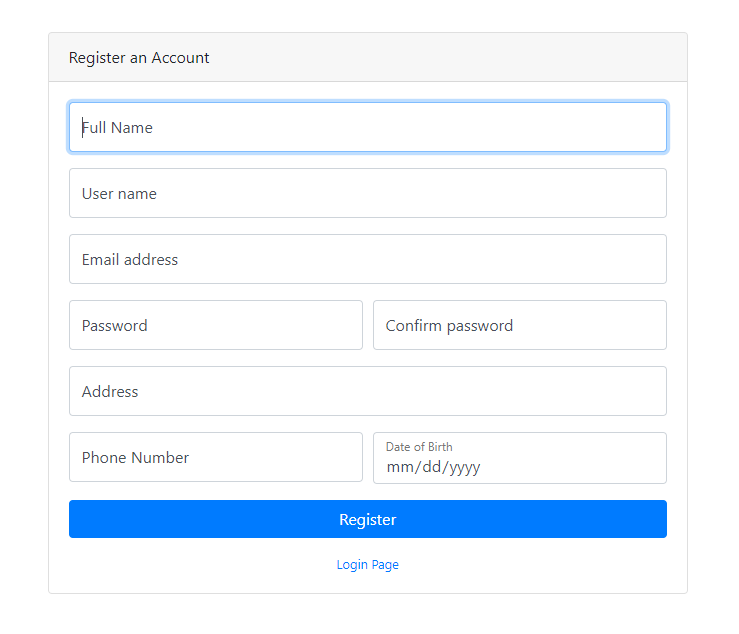 Register an Account
Full Name
User name
Email address
Password
Confirm password
Address
Phone Number
Date of Birth
mm/dd/yyyy
Register
Login Page